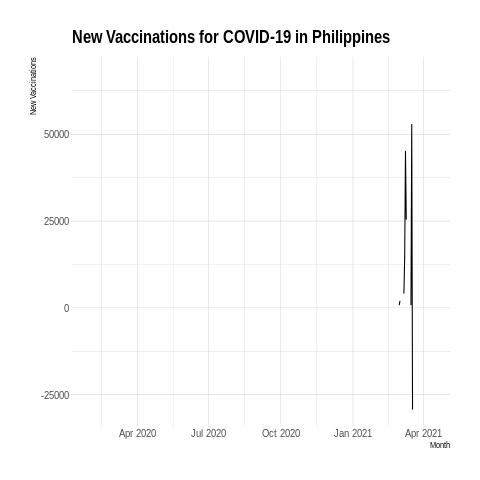 New Vaccinations for COVID-19 in Philippines
New Vaccinations
50000
25000
0
-25000
Apr 2020 Jul 2020 Oct 2020 Jan 2021 Apr 2021
Month